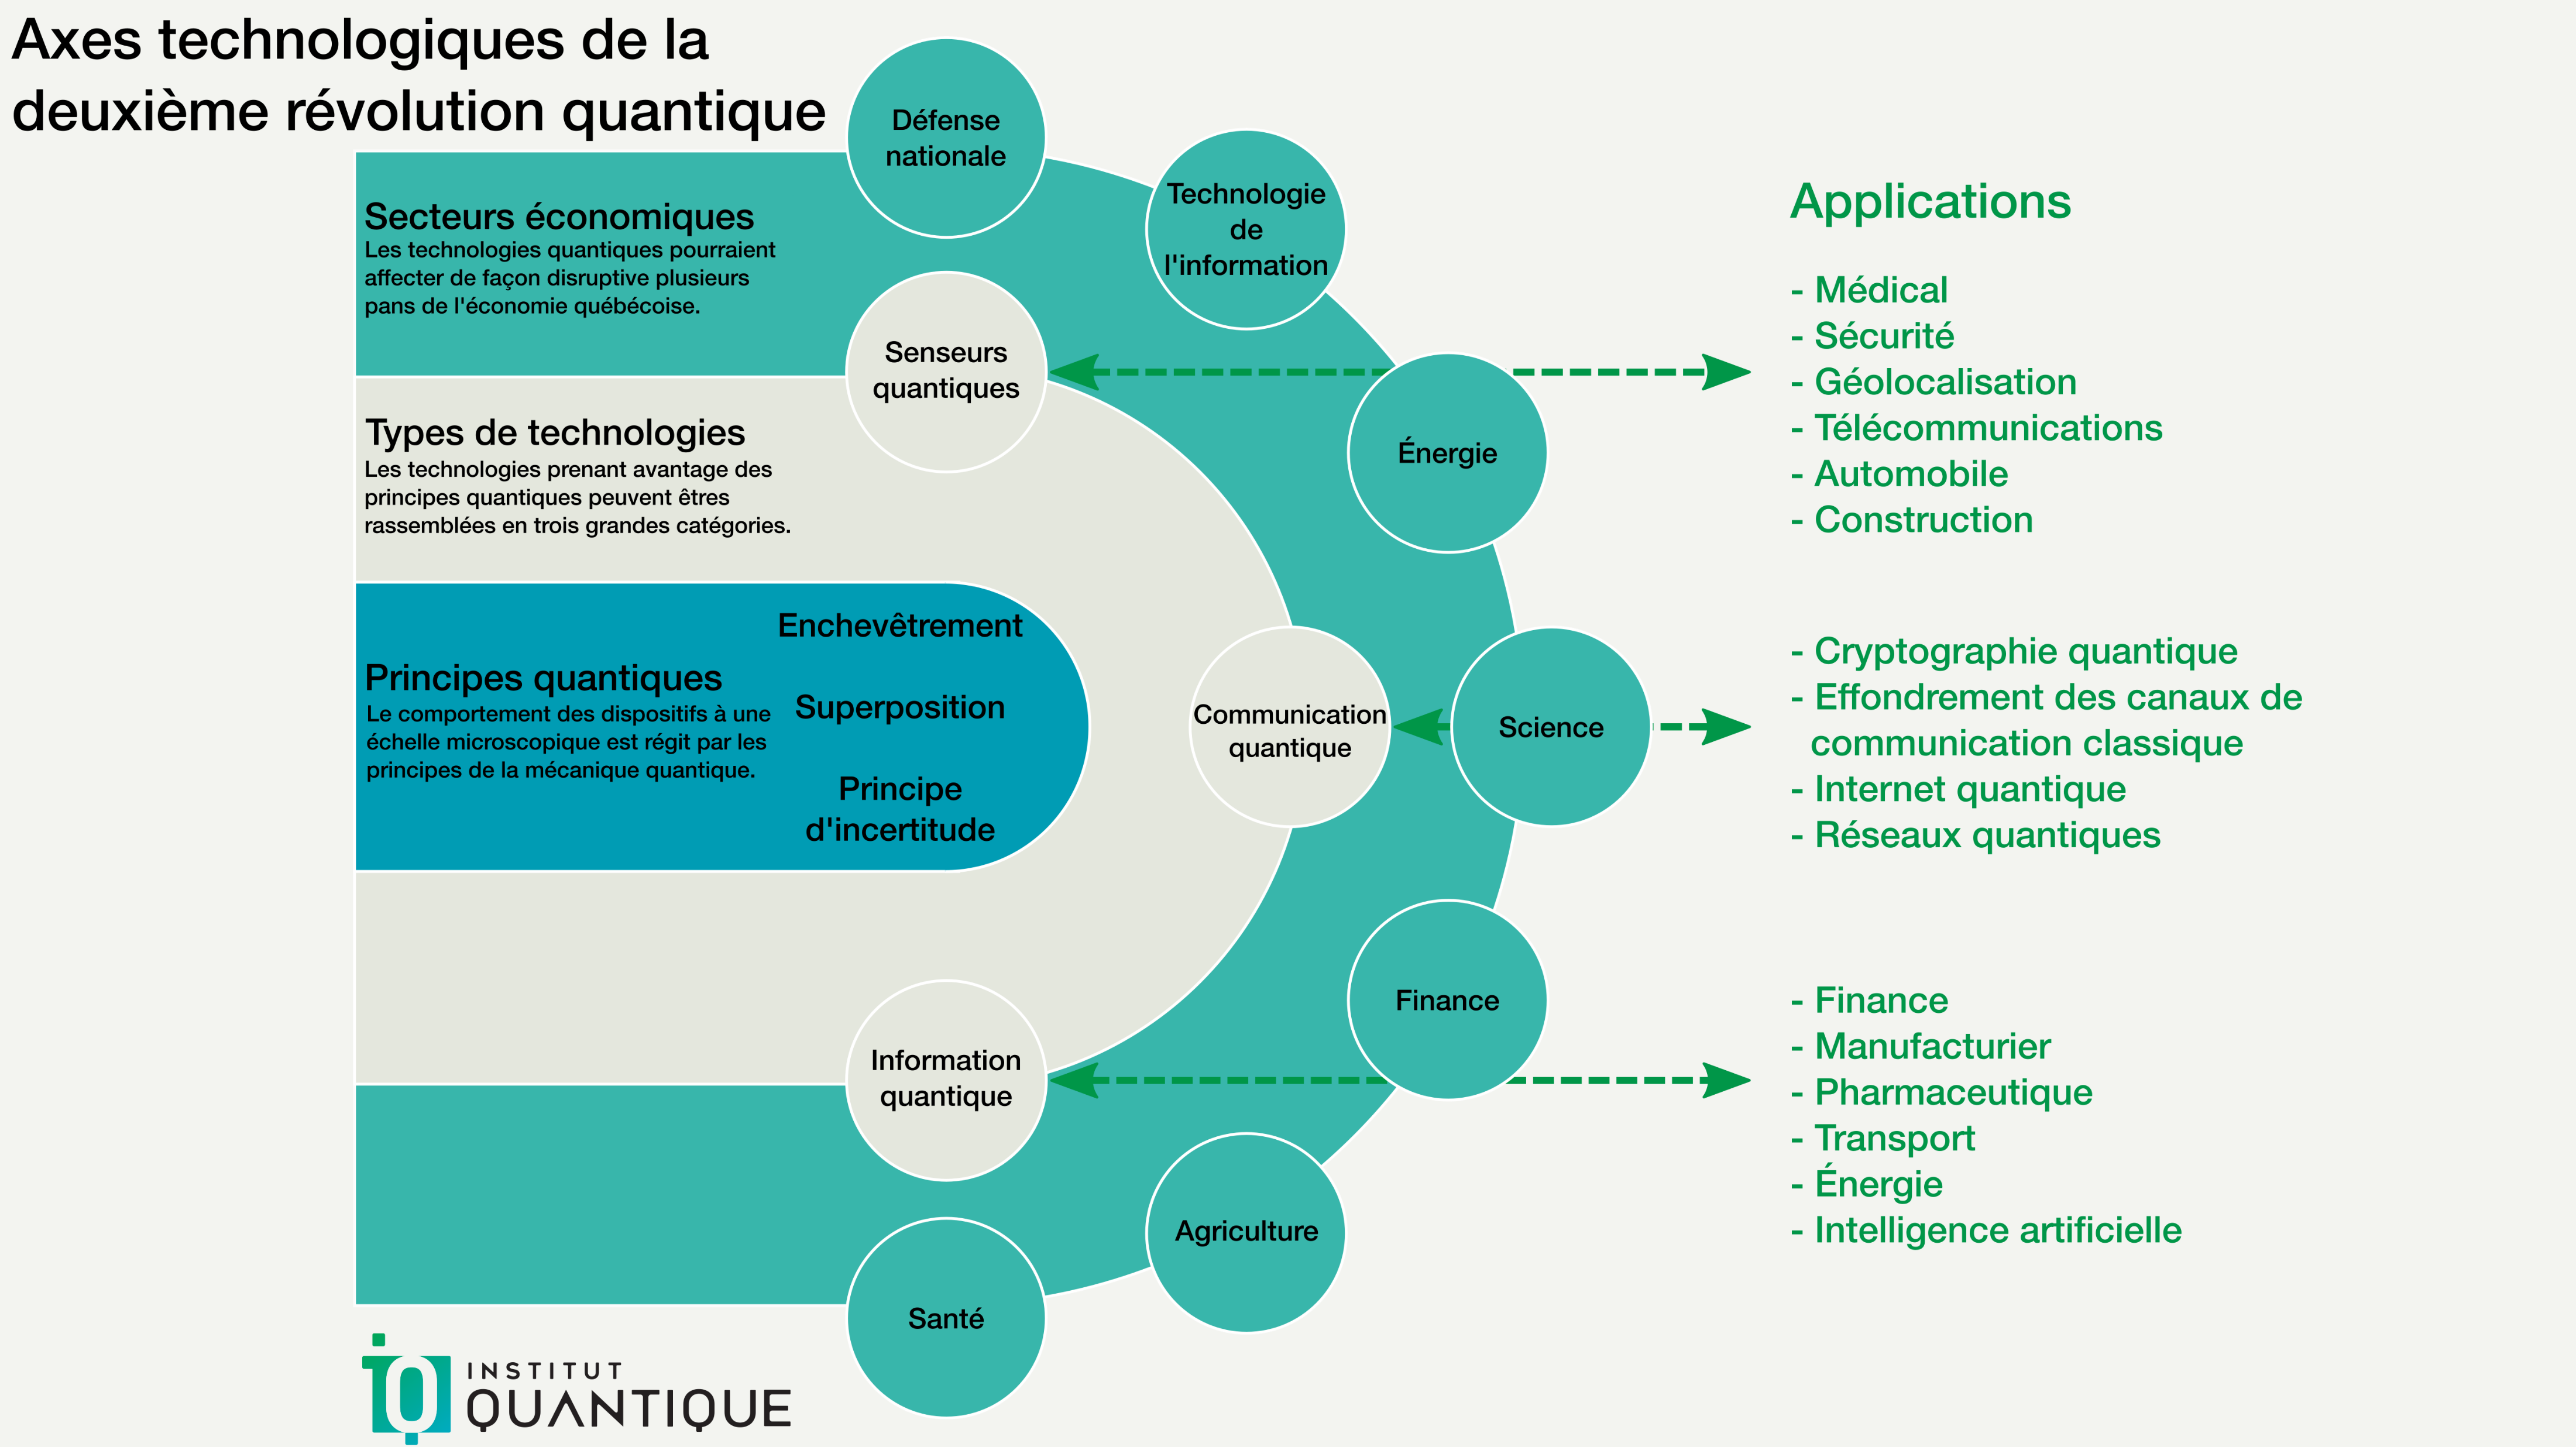 Axes technologiques de la
deuxième révolution quantique
Défense
nationale
Technologie
de
l'information
Secteurs économiques
Les technologies quantiques pourraient
affecter de façon disruptive plusieurs
pans de l'économie québécoise.
Senseurs
quantiques
Énergie
Types de technologies
Les technologies prenant avantage des
principes quantiques peuvent êtres
rassemblées en trois grandes catégories.
Principes quantiques
Le comportement des dispositifs à une
échelle microscopique est régit par les
principes de la mécanique quantique.
Enchevêtrement
Superposition
Principe
d'incertitude
Communication
quantique
Science
Finance
Information
quantique
Agriculture
Santé
Applications
- Médical
- Sécurité
- Géolocalisation
- Télécommunications
- Automobile
- Construction
- Cryptographie quantique
- Effondrement des canaux de
communication classique
- Internet quantique
- Réseaux quantiques
- Finance
- Manufacturier
- Pharmaceutique
- Transport
- Énergie
- Intelligence artificielle
iQ
INSTITUT
QUANTIQUE